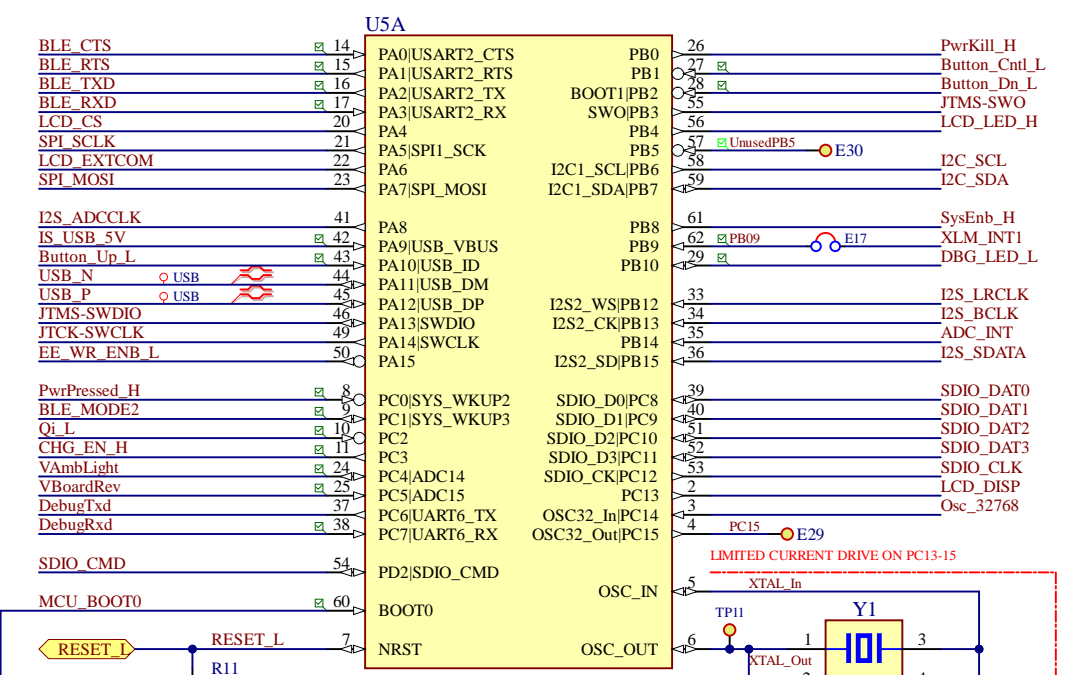 U5A
BLE_CTS 14 PA0|USART2_CTS PB0 26 PwrKill_H
BLE_RTS 15 PA1|USART2_RTS PB1 27 Button_Cntl_L
BLE_TXD 16 PA2|USART2_TX BOOT1|PB2 28 Button_Dn_L
BLE_RXD 17 PA3|USART2_RX SWO|PB3 55 JTMS-SWO
LCD_CS 20 PA4 PB4 56 LCD_LED_H
SPI_SCLK 21 PA5|SPI1_SCK PB5 57 UnusedPB5 E30
LCD_EXTCOM 22 PA6 I2C1_SCL|PB6 58 I2C_SCL
SPI_MOSI 23 PA7|SPI_MOSI I2C1_SDA|PB7 59 I2C_SDA
I2S_ADCCLK 41 PA8 PB8 61 SysEnb_H
IS_USB_5V 42 PA9|USB_VBUS PB9 62 PB09 E17 XLM_INT1
Button_Up_L 43 PA10|USB_ID PB10 29 DBG_LED_L
USB_N USB 44 PA11|USB_DM
USB_P USB 45 PA12|USB_DP I2S2_WS|PB12 33 I2S_LRCLK
JTMS-SWDIO 46 PA13|SWDIO I2S2_CK|PB13 34 I2S_BCLK
JTCK-SWCLK 49 PA14|SWCLK PB14 35 ADC_INT
EE_WR_ENB_L 50 PA15 I2S2_SD|PB15 36 I2S_SDATA
PwrPressed_H 8 PC0|SYS_WKUP2 SDIO_D0|PC8 39 SDIO_DAT0
BLE_MODE2 9 PC1|SYS_WKUP3 SDIO_D1|PC9 40 SDIO_DAT1
Qi_L 10 PC2 SDIO_D2|PC10 51 SDIO_DAT2
CHG_EN_H 11 PC3 SDIO_D3|PC11 52 SDIO_DAT3
VAmbLight 24 PC4|ADC14 SDIO_CK|PC12 53 SDIO_CLK
VBoardRev 25 PC5|ADC15 PC13 2 LCD_DISP
DebugTxd 37 PC6|UART6_TX OSC32_In|PC14 3 Osc_32768
DebugRxd 38 PC7|UART6_RX OSC32_Out|PC15 4 PC15 E29
LIMITED CURRENT DRIVE ON PC13-15
SDIO_CMD 54 PD2|SDIO_CMD
OSC_IN 5 XTAL_In
MCU_BOOT0 60 BOOT0
TP11 Y1
RESET_L RESET_L 7 NRST OSC_OUT 6 1 3
XTAL_Out
R11